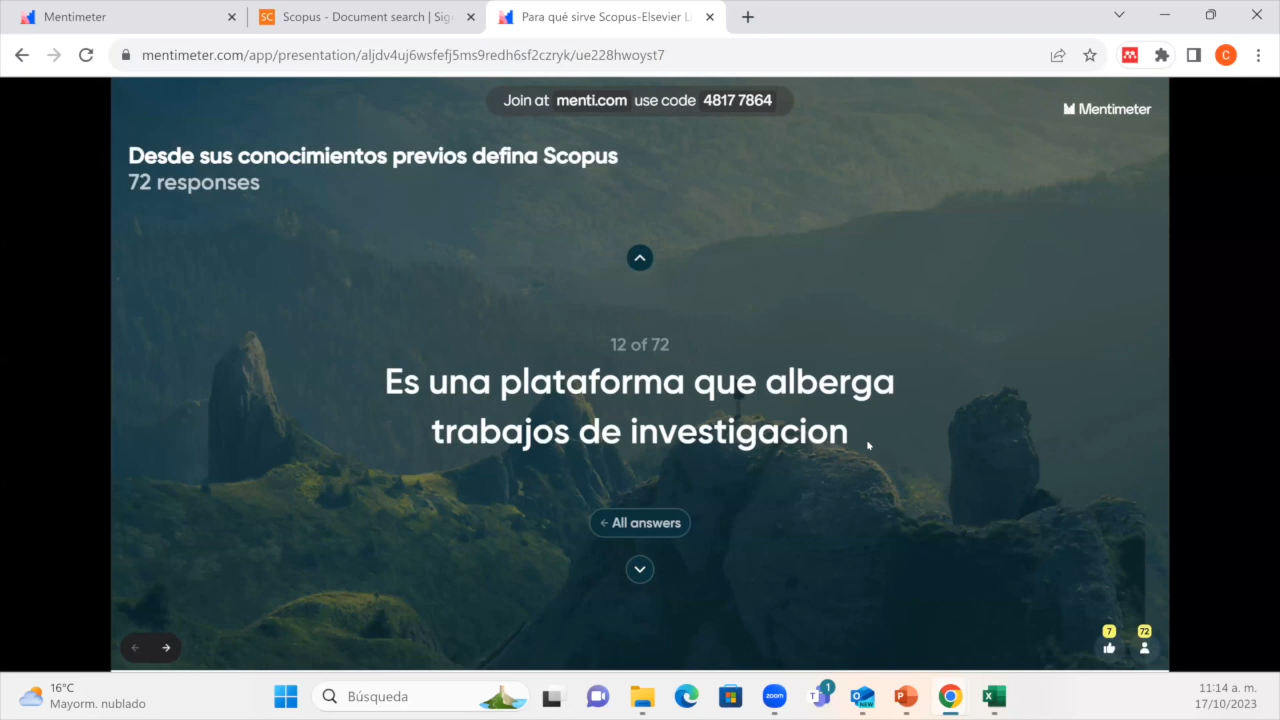 Mentimeter
Scopus - Document search | Sig
Para qué sirve Scopus-Elsevier L
mentimeter.com/app/presentation/aljdv4uj6wsfefj5ms9redh6sf2czryk/ue228hwoyst7
C
Join at menti.com use code 4817 7864
Mentimeter
Desde sus conocimientos previos defina Scopus
72 responses
12 of 72
Es una plataforma que alberga
trabajos de investigacion
← All answers
7 72
16°C
Mayorm. nublado
Búsqueda
zoom
1
NEW
11:14 a. m.
17/10/2023